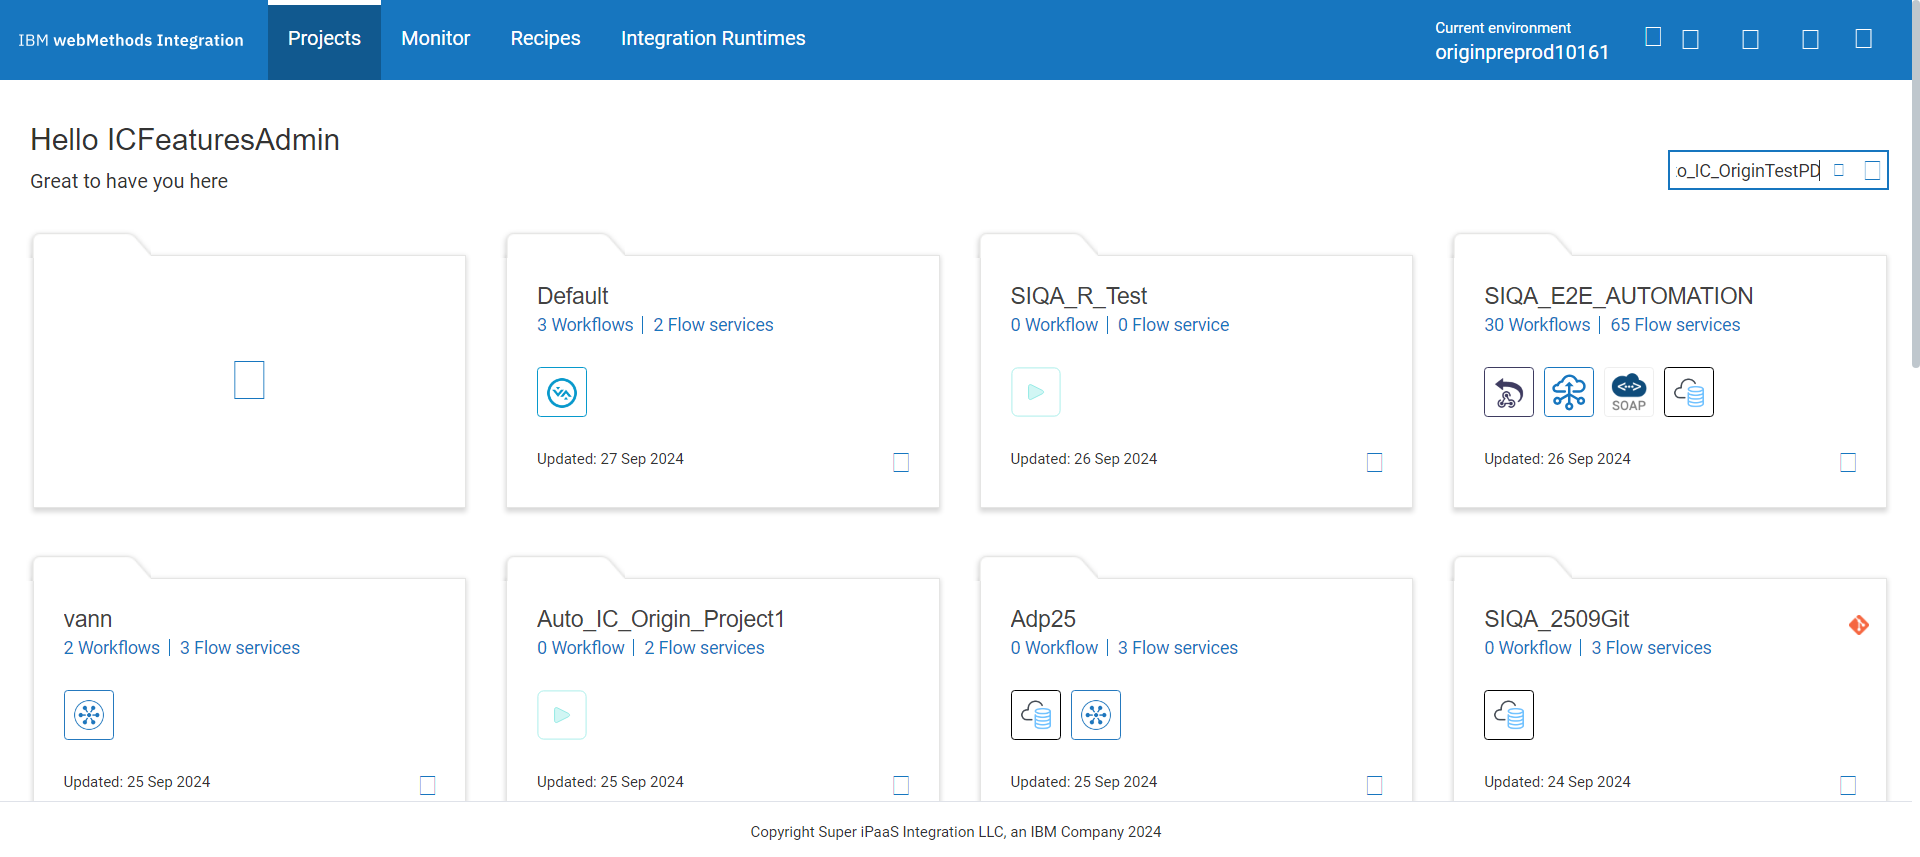 IBM webMethods Integration
Projects
Monitor
Recipes
Integration Runtimes
Current environment
originpreprod10161
Hello ICFeaturesAdmin
Great to have you here
o_IC_OriginTestPD
Default
3 Workflows | 2 Flow services
Updated: 27 Sep 2024
SIQA_R_Test
0 Workflow | 0 Flow service
Updated: 26 Sep 2024
SIQA_E2E_AUTOMATION
30 Workflows | 65 Flow services
SOAP
Updated: 26 Sep 2024
vann
2 Workflows | 3 Flow services
Updated: 25 Sep 2024
Auto_IC_Origin_Project1
0 Workflow | 2 Flow services
Updated: 25 Sep 2024
Adp25
0 Workflow | 3 Flow services
Updated: 25 Sep 2024
SIQA_2509Git
0 Workflow | 3 Flow services
Updated: 24 Sep 2024
Copyright Super iPaaS Integration LLC, an IBM Company 2024